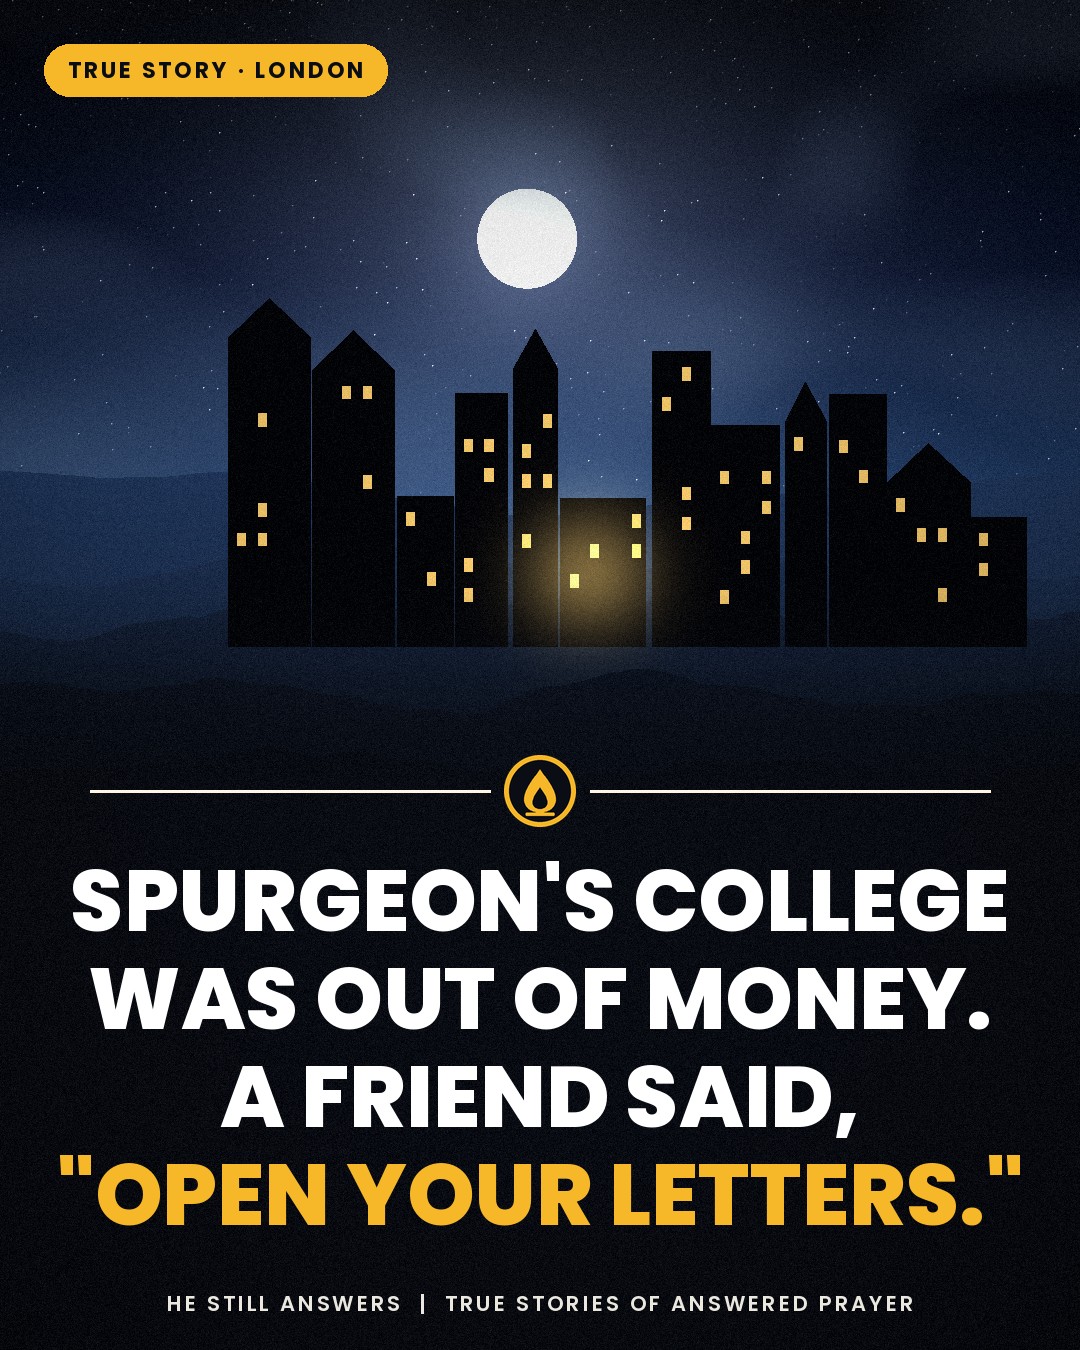 TRUE STORY · LONDON
SPURGEON'S COLLEGE
WAS OUT OF MONEY.
A FRIEND SAID,
"OPEN YOUR LETTERS."
HE STILL ANSWERS | TRUE STORIES OF ANSWERED PRAYER